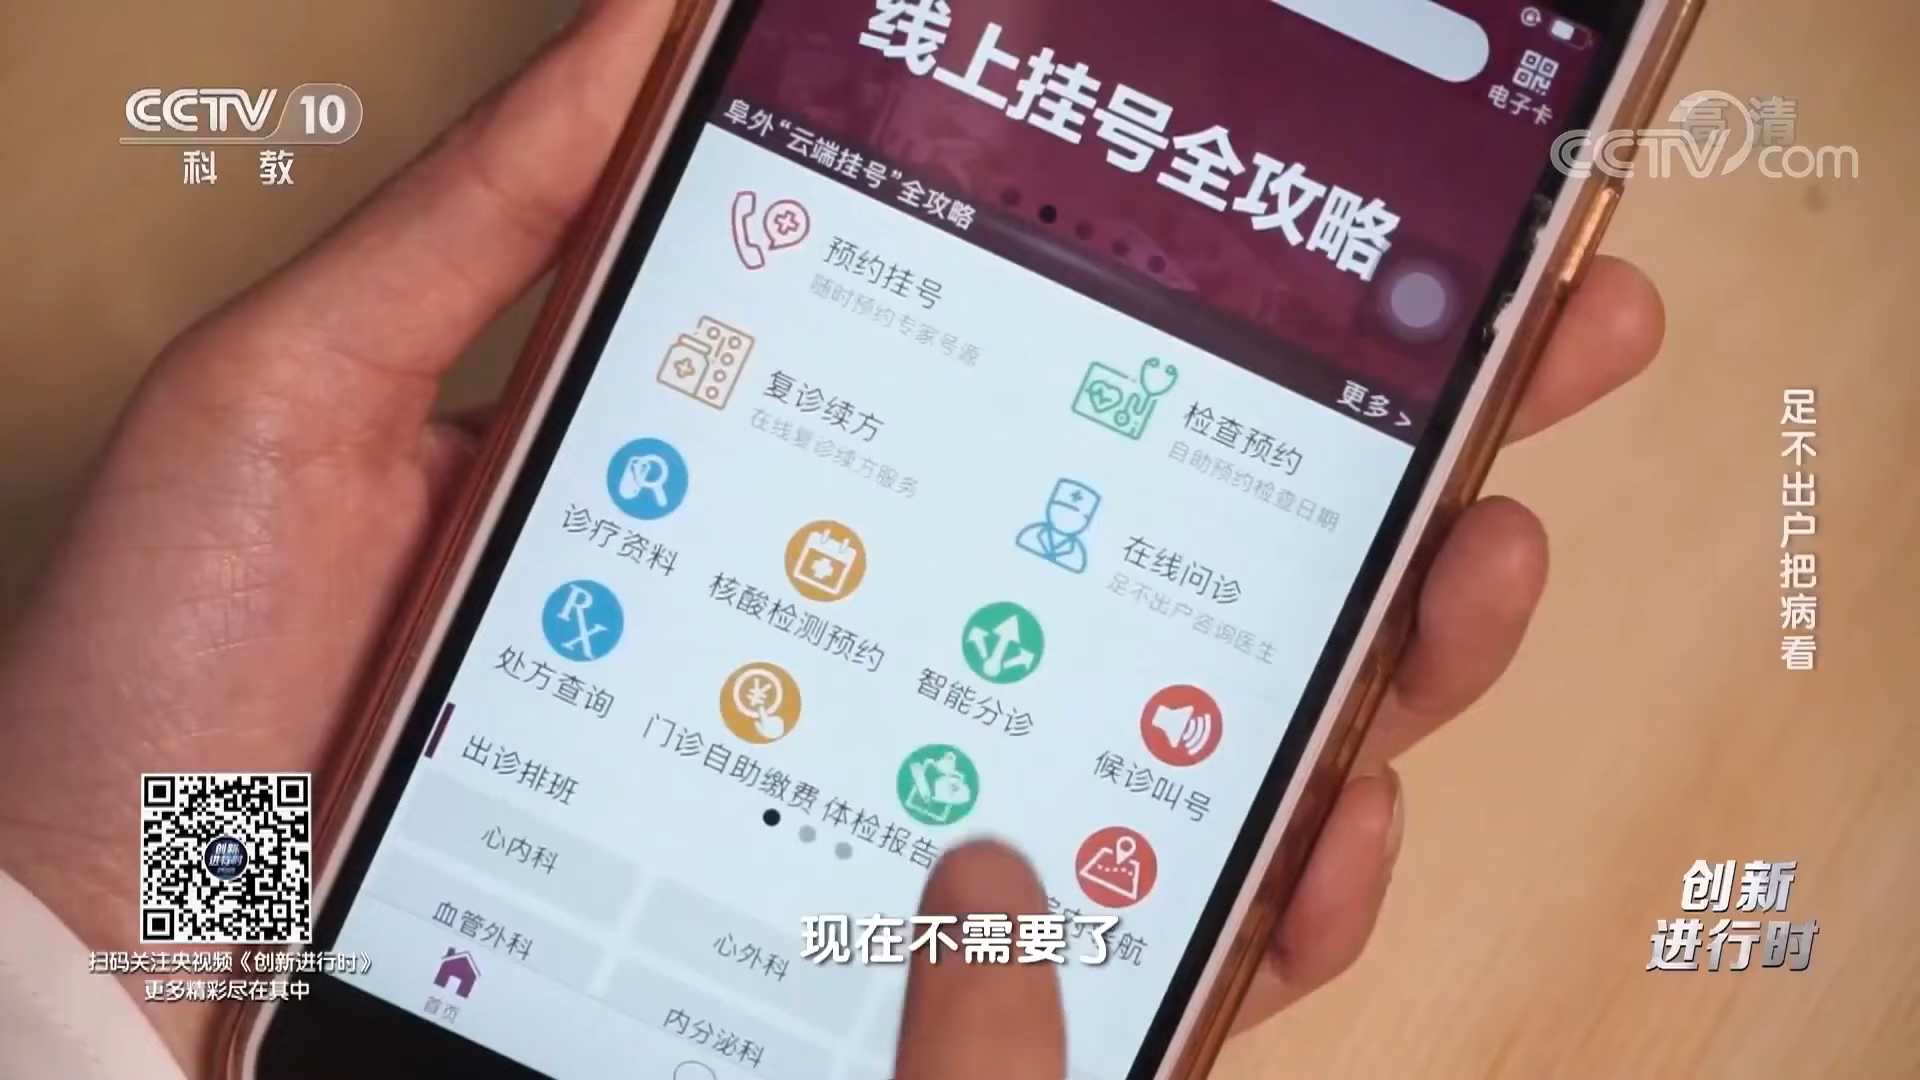 CCTV 10
科教
高清
CCTV.com
线上挂号全攻略
电子卡
阜外“云端挂号”全攻略
更多 >
预约挂号
随时预约专家号源
检查预约
自助预约检查日期
复诊续方
在线复诊续方服务
在线问诊
足不出户咨询医生
诊疗资料
核酸检测预约
智能分诊
候诊叫号
处方查询
门诊自助缴费
体检报告
航
出诊排班
心内科
心外科
血管外科
内分泌科
首页
足不出户把病看
现在不需要了
创新
进行时
创新
进行时
扫码关注央视频《创新进行时》
更多精彩尽在其中